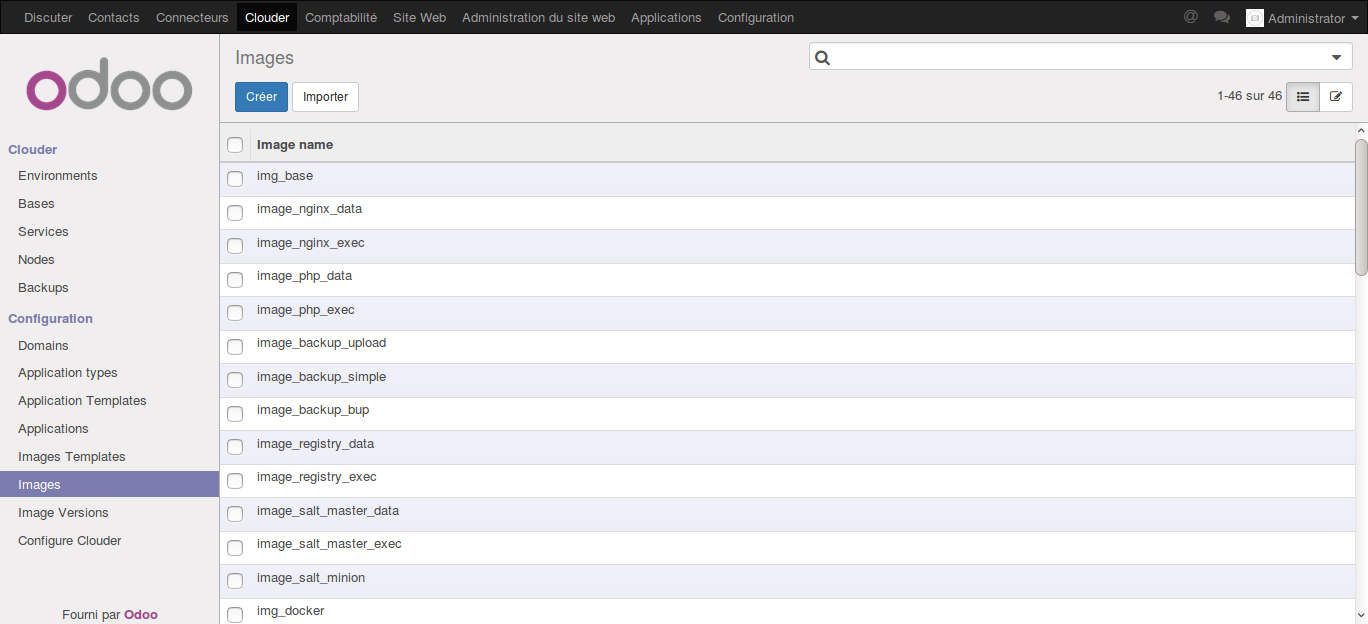 Discuter Contacts Connecteurs Clouder Comptabilité Site Web Administration du site web Applications Configuration @ Administrator
odoo
Clouder
Environments
Bases
Services
Nodes
Backups
Configuration
Domains
Application types
Application Templates
Applications
Images Templates
Images
Image Versions
Configure Clouder
Fourni par Odoo
Images
Créer Importer
1-46 sur 46
Image name
img_base
image_nginx_data
image_nginx_exec
image_php_data
image_php_exec
image_backup_upload
image_backup_simple
image_backup_bup
image_registry_data
image_registry_exec
image_salt_master_data
image_salt_master_exec
image_salt_minion
img_docker